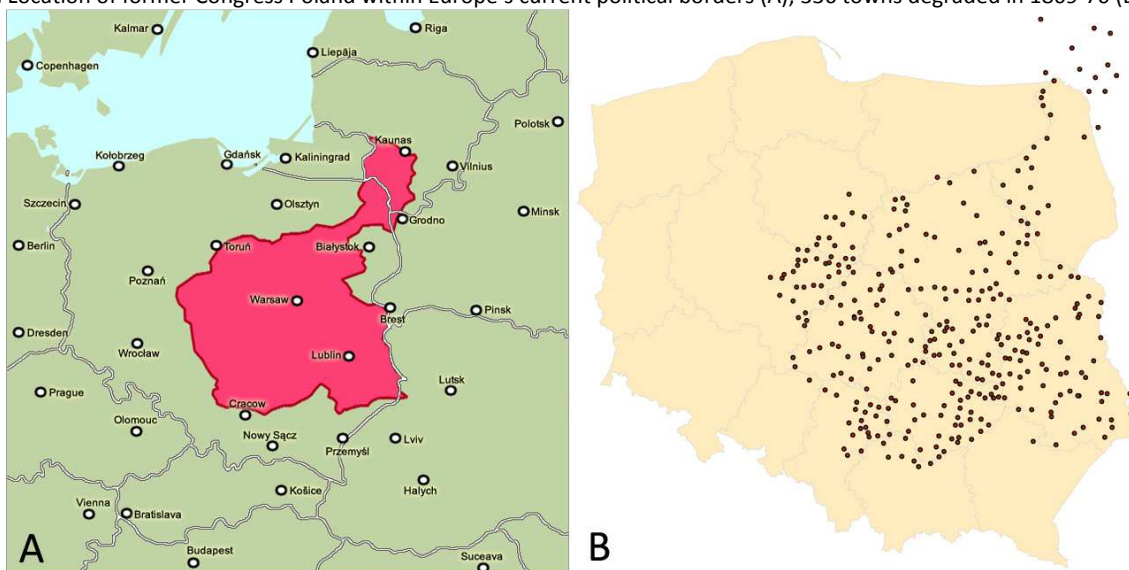 Location of former Congress Poland within Europe's current political borders (A); 336 towns degraded in 1869-70 (B
Kalmar
Riga
Liepāja
Copenhagen
Polotsk
Kaunas
Kołobrzeg
Gdańsk
Kaliningrad
Vilnius
Szczecin
Olsztyn
Grodno
Minsk
Berlin
Toruń
Białystok
Poznań
Warsaw
Brest
Pinsk
Dresden
Wrocław
Lublin
Prague
Lutsk
Cracow
Olomouc
Nowy Sącz
Przemyśl
Lviv
Košice
Halych
Vienna
Bratislava
Budapest
Suceava
A
B